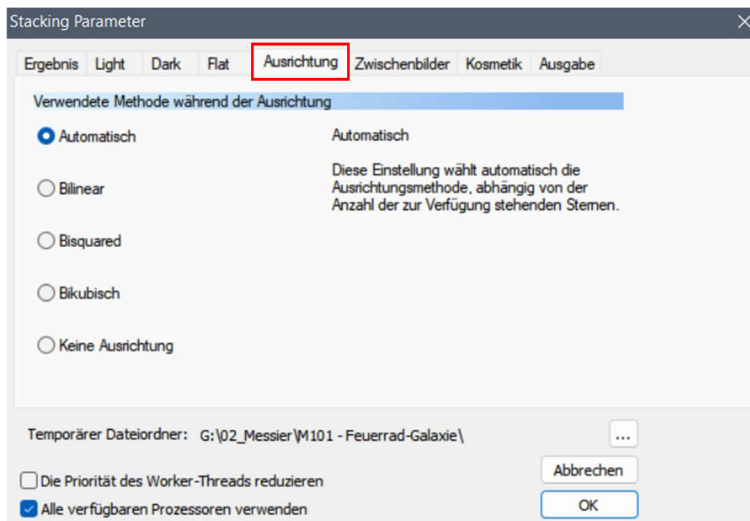 Stacking Parameter
Ergebnis Light Dark Flat Ausrichtung Zwischenbilder Kosmetik Ausgabe
Verwendete Methode während der Ausrichtung
Automatisch
Bilinear
Bisquared
Bikubisch
Keine Ausrichtung
Automatisch
Diese Einstellung wählt automatisch die
Ausrichtungsmethode, abhängig von der
Anzahl der zur Verfügung stehenden Sternen.
Temporärer Dateiordner: G:\02_Messier\M101 - Feuerrad-Galaxie\ ...
Die Priorität des Worker-Threads reduzieren
Alle verfügbaren Prozessoren verwenden
Abbrechen
OK